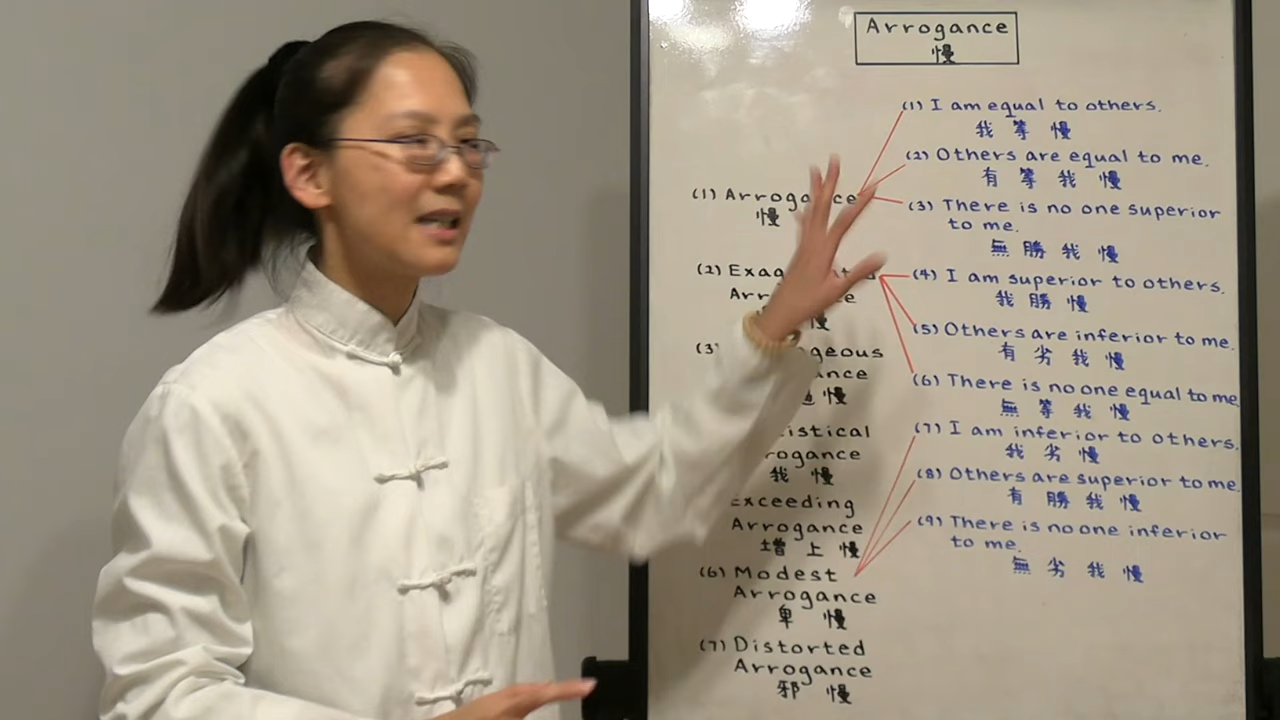 Arrogance
慢
(1) Arrogance
慢
(2)
Arr
慢
(3)
慢
慢
Arrogance
增 上 慢
(6) Modest
Arrogance
卑 慢
(7) Distorted
Arrogance
邪 慢
(1) I am equal to others.
我 等 慢
(2) Others are equal to me.
有 等 我 慢
(3) There is no one superior
to me.
無 勝 我 慢
(4) I am superior to others.
我 勝 慢
(5) Others are inferior to me.
有 劣 我 慢
(6) There is no one equal to me
無 等 我 慢
(7) I am inferior to others.
我 劣 慢
(8) Others are superior to me.
有 勝 我 慢
(9) There is no one inferior
to me.
無 劣 我 慢